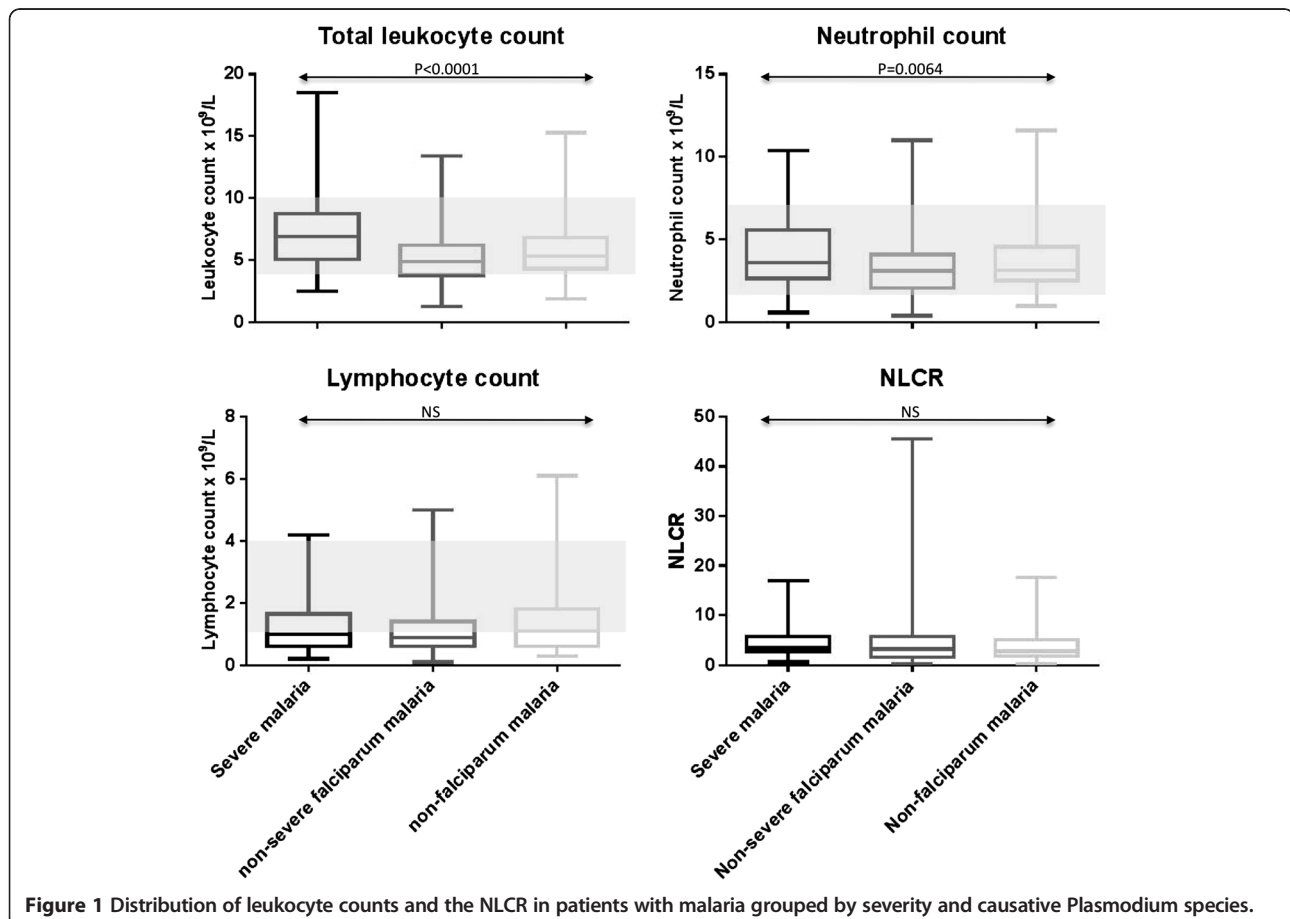 Total leukocyte count
P<0.0001
Leukocyte count x 10⁹/L
20
15
10
5
0
Neutrophil count
P=0.0064
Neutrophil count x 10⁹/L
15
10
5
0
Lymphocyte count
NS
Lymphocyte count x 10⁹/L
8
6
4
2
0
Severe malaria
non-severe falciparum malaria
non-falciparum malaria
NLCR
NS
NLCR
50
40
30
20
10
0
Severe malaria
Non-severe falciparum malaria
Non-falciparum malaria
Figure 1 Distribution of leukocyte counts and the NLCR in patients with malaria grouped by severity and causative Plasmodium species.